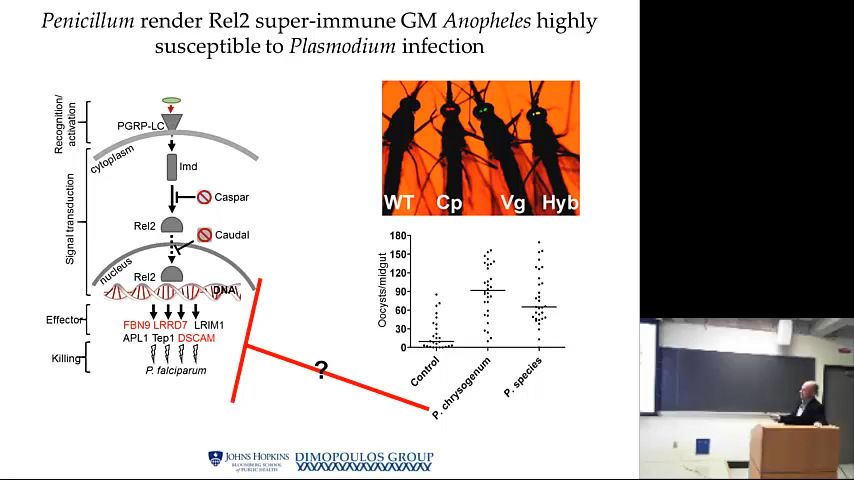 Penicillum render Rel2 super-immune GM Anopheles highly
susceptible to Plasmodium infection
Recognition/
activation
PGRP-LC
cytoplasm
Imd
Signal transduction
Caspar
Rel2
Caudal
nucleus
Rel2
DNA
Effector
FBN9 LRRD7 LRIM1
APL1 Tep1 DSCAM
Killing
P. falciparum
?
WT Cp Vg Hyb
Oocysts/midgut
180
150
120
90
60
30
0
Control
P. chrysogenum
P. species
JOHNS HOPKINS
BLOOMBERG SCHOOL
of PUBLIC HEALTH
DIMOPOULOS GROUP